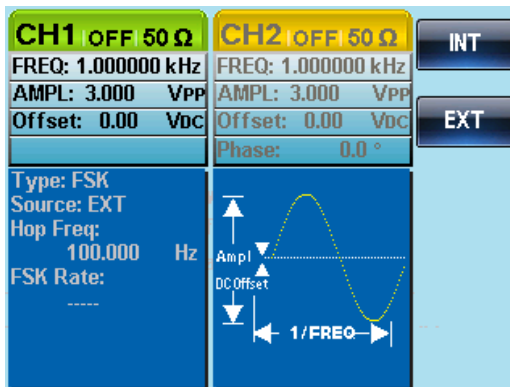 CH1 OFF 50 Ω
FREQ: 1.000000 kHz
AMPL: 3.000 VPP
Offset: 0.00 VDC
Type: FSK
Source: EXT
Hop Freq:
100.000 Hz
FSK Rate:
-----
CH2 OFF 50 Ω
FREQ: 1.000000 kHz
AMPL: 3.000 VPP
Offset: 0.00 VDC
Phase: 0.0 °
Ampl
DC Offset
1/FREQ
INT
EXT